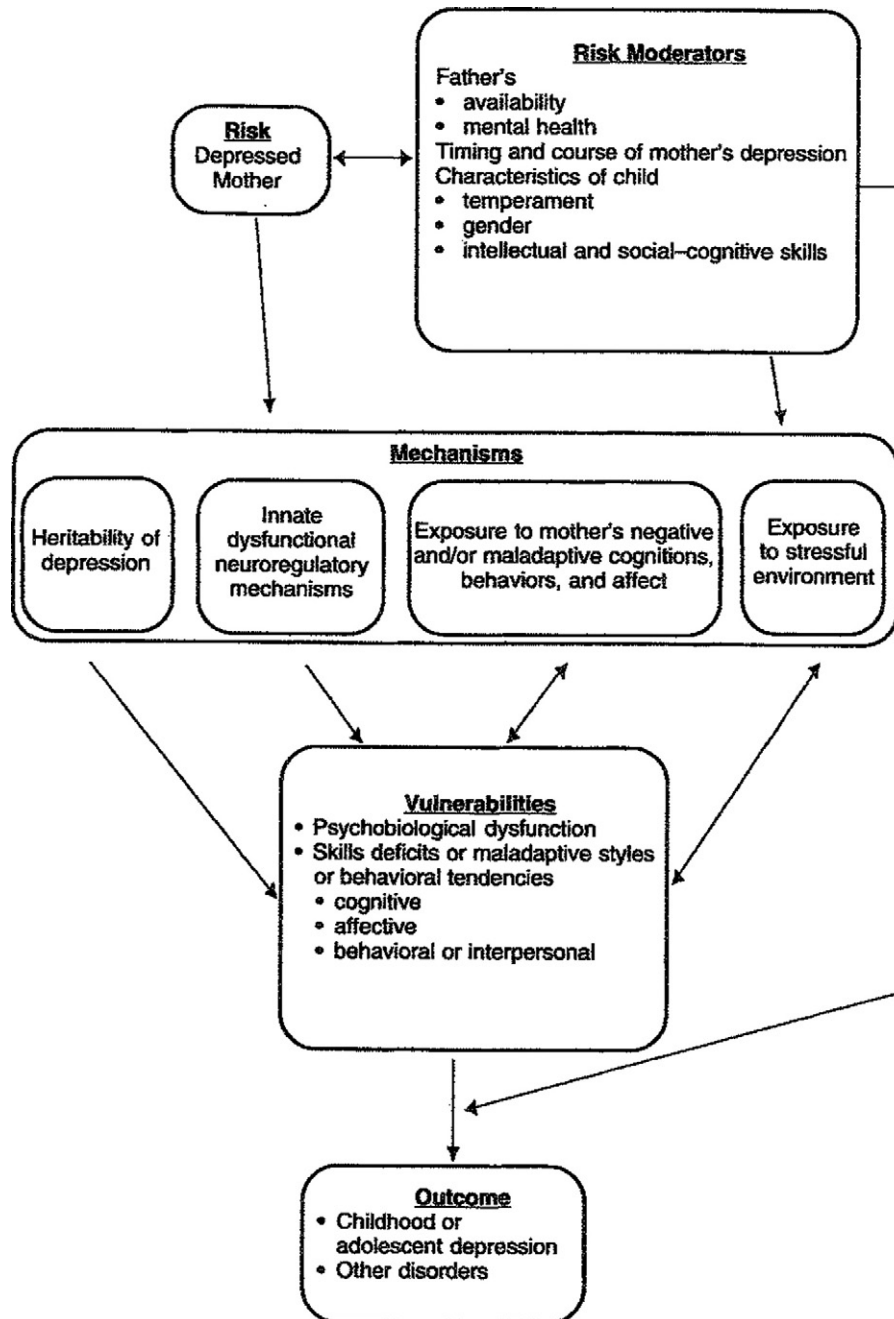 Risk Moderators
Father's
• availability
• mental health
Timing and course of mother's depression
Characteristics of child
• temperament
• gender
• intellectual and social–cognitive skills
Risk
Depressed
Mother
Mechanisms
Heritability of
depression
Innate
dysfunctional
neuroregulatory
mechanisms
Exposure to mother's negative
and/or maladaptive cognitions,
behaviors, and affect
Exposure
to stressful
environment
Vulnerabilities
• Psychobiological dysfunction
• Skills deficits or maladaptive styles
or behavioral tendencies
• cognitive
• affective
• behavioral or interpersonal
Outcome
• Childhood or
adolescent depression
• Other disorders